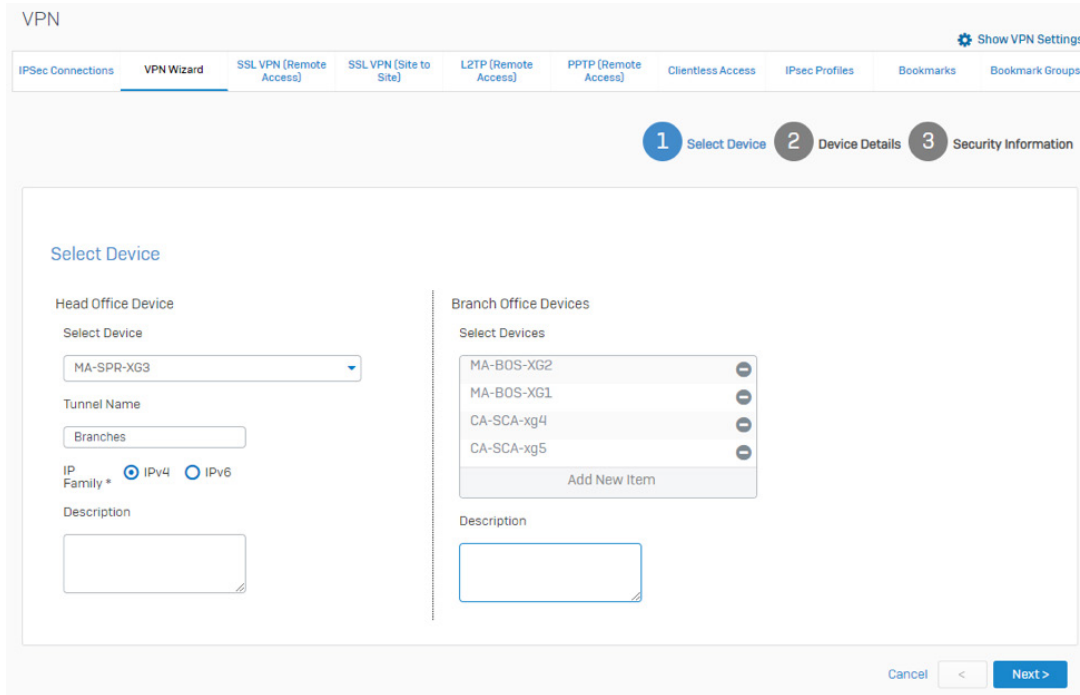 VPN
Show VPN Settings
IPSec Connections
VPN Wizard
SSL VPN (Remote
Access)
SSL VPN (Site to
Site)
L2TP (Remote
Access)
PPTP (Remote
Access)
Clientless Access
IPsec Profiles
Bookmarks
Bookmark Groups
1 Select Device 2 Device Details 3 Security Information
Select Device
Head Office Device
Select Device
MA-SPR-XG3
Tunnel Name
Branches
IP
Family *
IPv4
IPv6
Description
Branch Office Devices
Select Devices
MA-BOS-XG2
MA-BOS-XG1
CA-SCA-xg4
CA-SCA-xg5
Add New Item
Description
Cancel < Next >